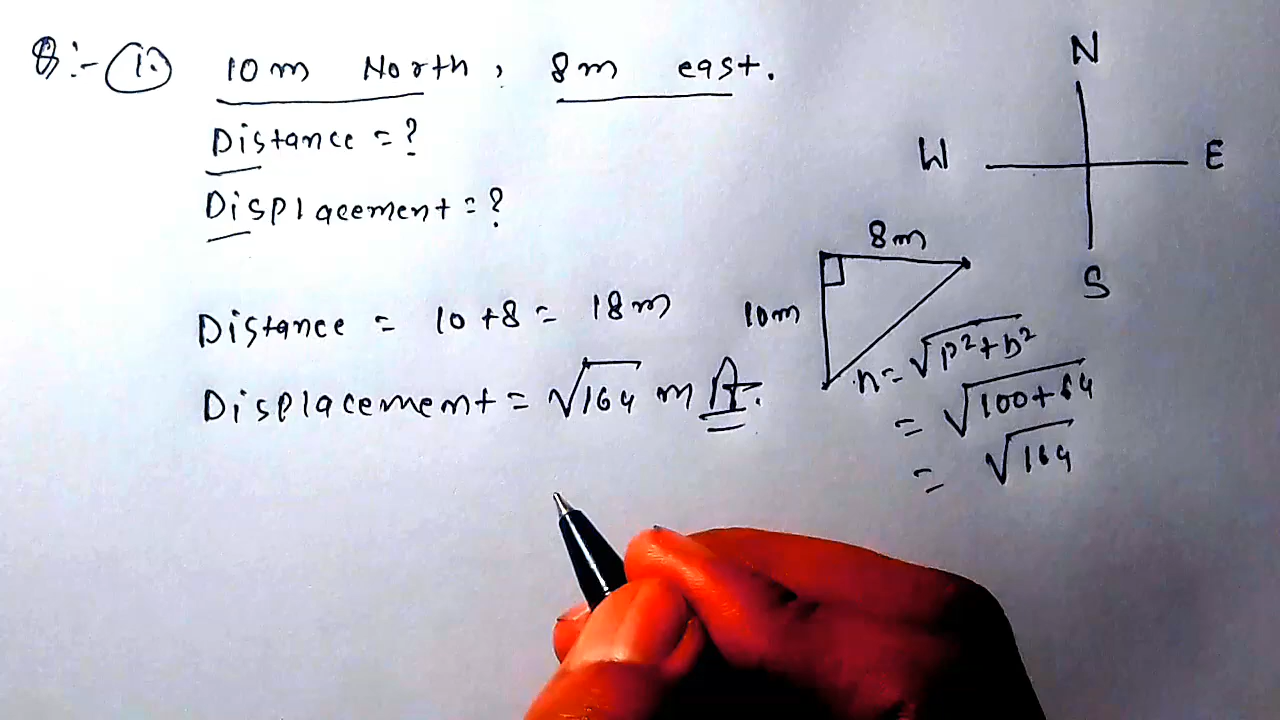 Q:- 1. 10m North, 8m east.
Distance = ?
Displacement = ?
Distance = 10+8 = 18m
Displacement = √164 m A.
N
W E
S
8m
10m
h = √p²+b²
= √100+64
= √164